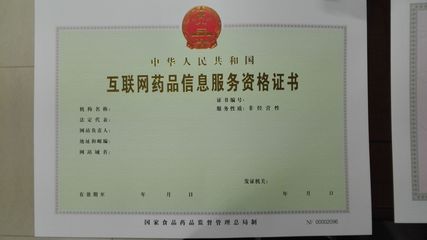 中华人民共和国
互联网药品信息服务资格证书
证书编号:
机构名称: 服务性质: 非经营性
法定代表:
网站负责人:
地址和邮编:
网站域名:
发证机关:
有效期至 年 月 日 年 月 日
国家食品药品监督管理总局制 № 00002096